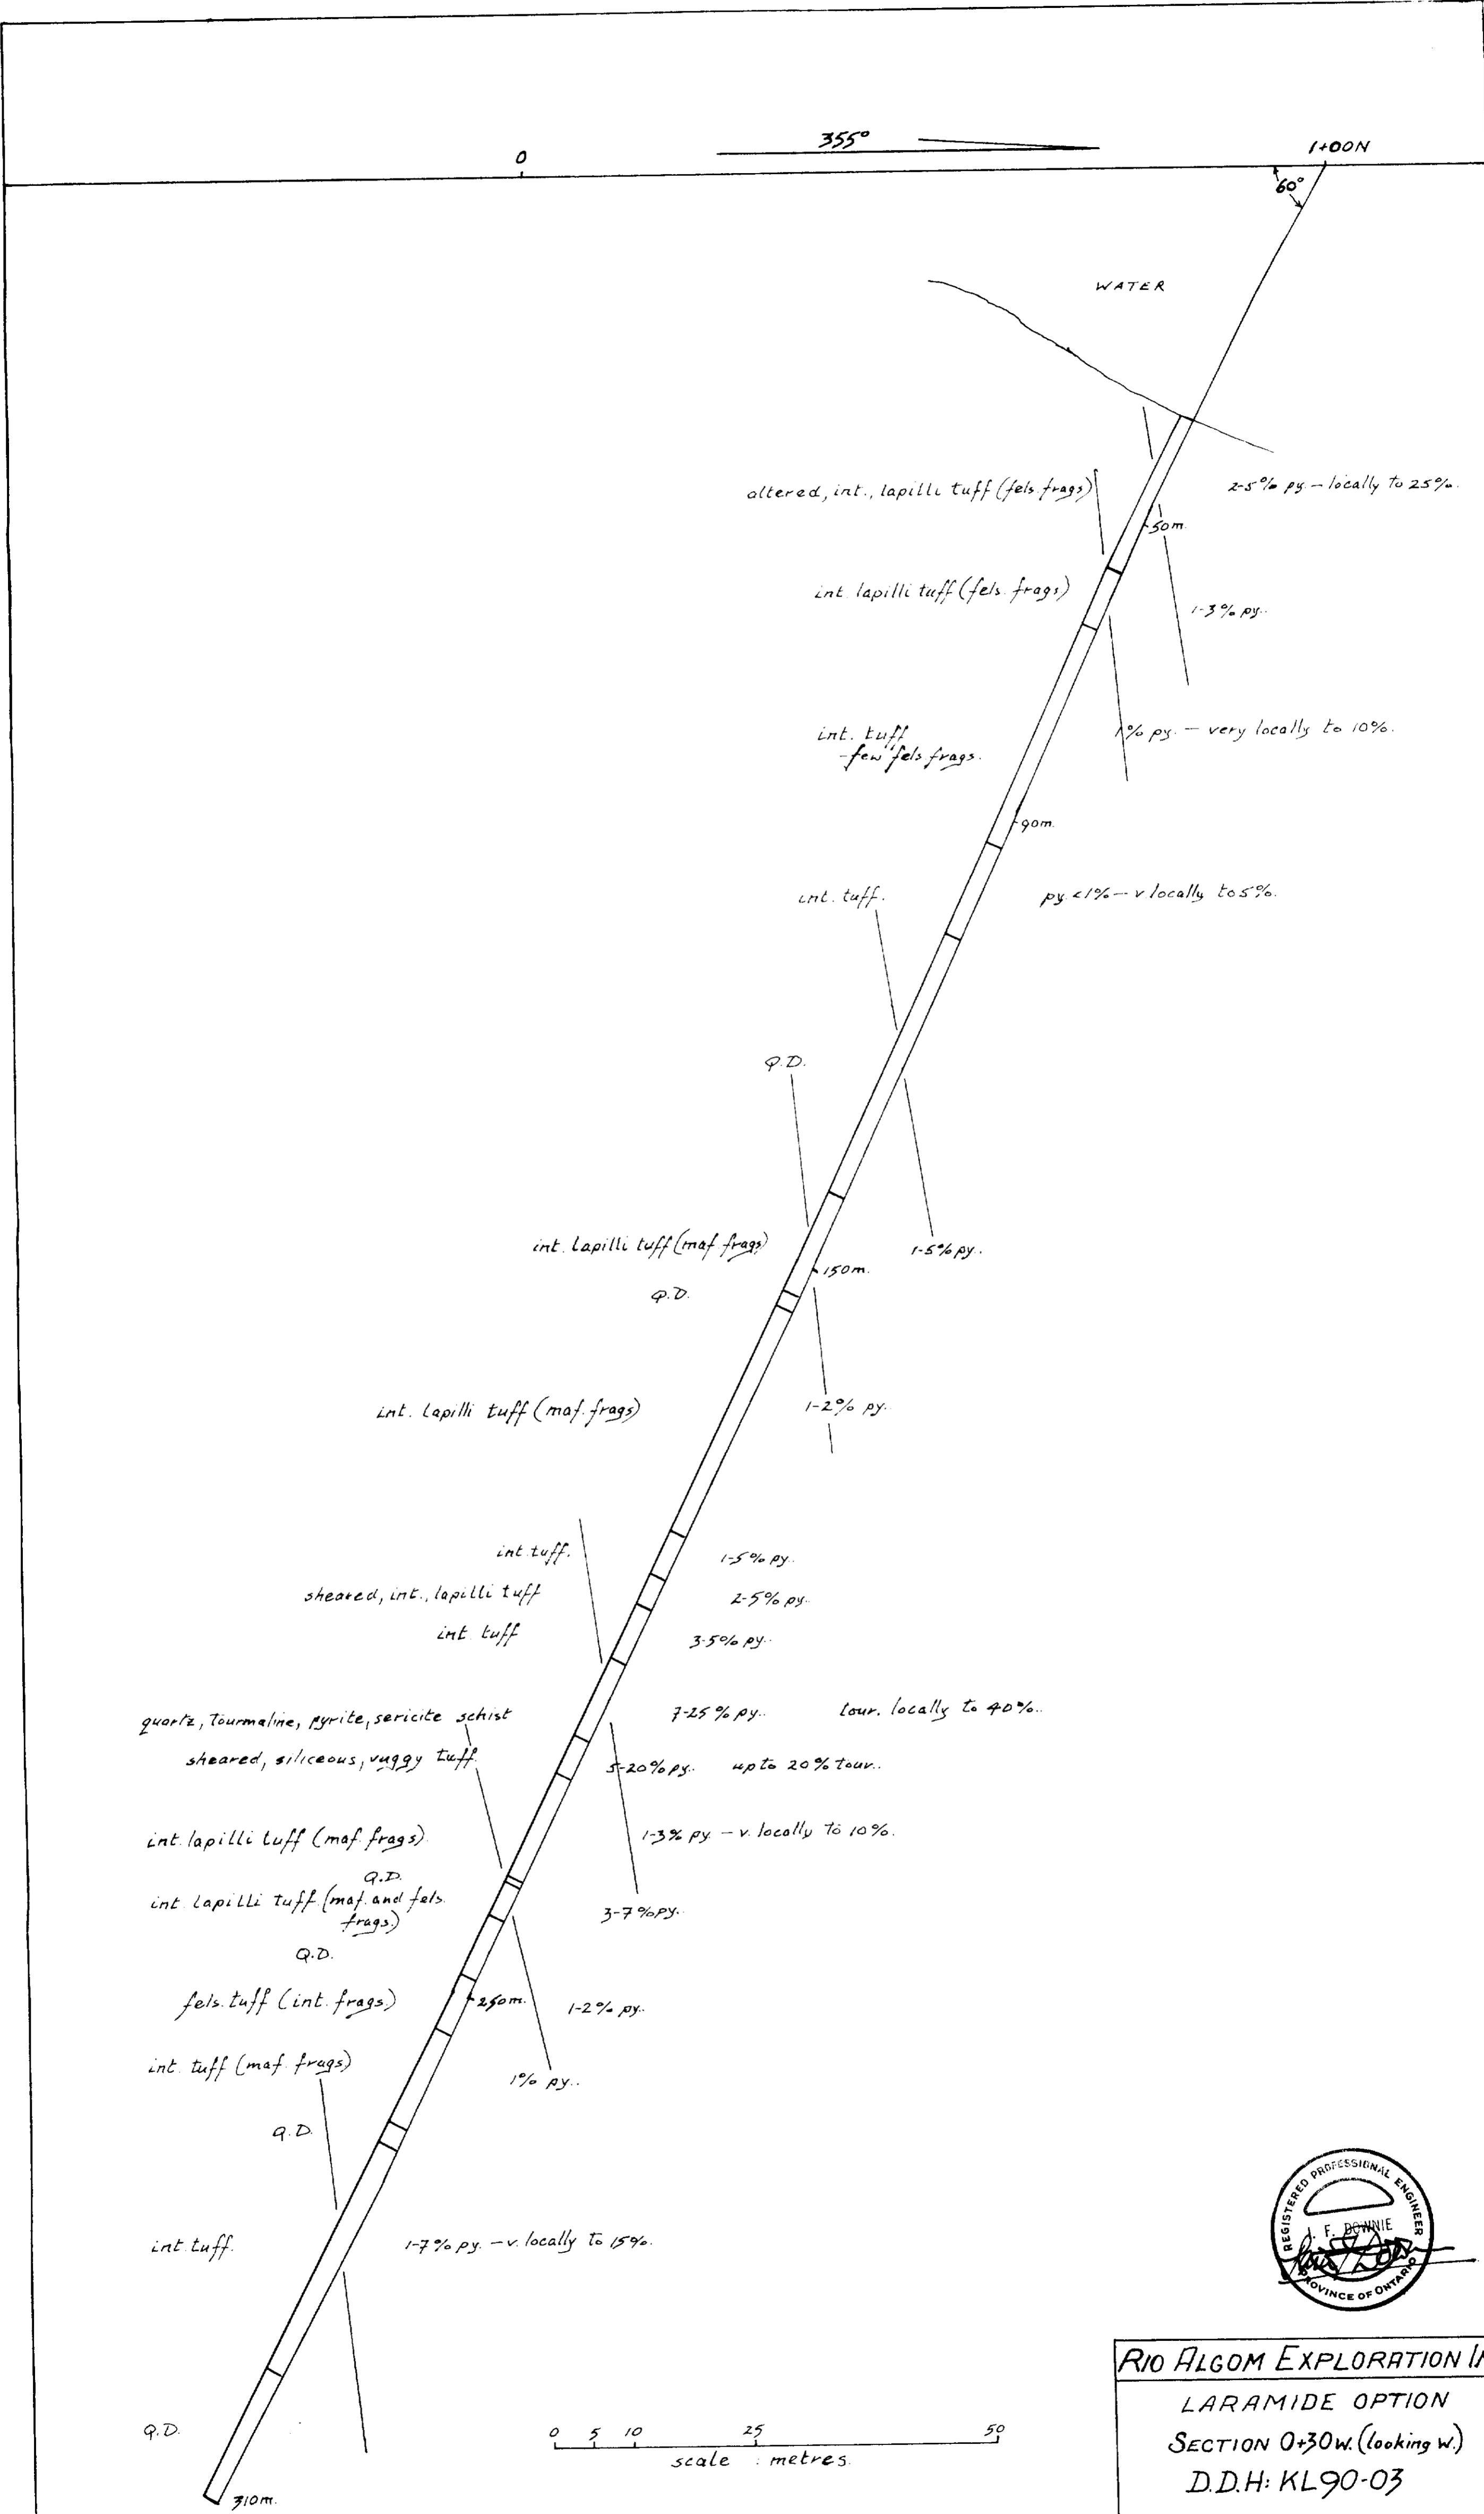 355°
0
1+00N
60°
WATER
altered, int., lapilli tuff (fels. frags)
2-5% py. - locally to 25%.
50m.
int. lapilli tuff (fels. frags)
1-3% py..
int. tuff
-few fels frags.
1% py. - very locally to 10%.
90m.
int. tuff.
py. <1% - v locally to 5%.
Q.D.
int. lapilli tuff (maf frags)
1-5% py..
150m.
Q.D.
int. lapilli tuff (maf. frags)
1-2% py.
int. tuff.
1-5% py.
sheared, int., lapilli tuff
2-5% py.
int. tuff
3-5% py..
quartz, Tourmaline, pyrite, sericite schist
7-25% py.. tour. locally to 40%..
sheared, siliceous, vuggy tuff.
5-20% py. up to 20% tour..
int. lapilli tuff (maf. frags).
1-3% py. - v. locally to 10%.
Q.D.
int. lapilli tuff (maf. and fels.
frags.)
3-7% py.
Q.D.
fels. tuff (int. frags.)
250m.
1-2% py.
int. tuff (maf. frags)
1% py..
Q.D.
int. tuff.
1-7% py. - v. locally to 15%.
Q.D.
310m.
0 5 10 25 50
scale : metres.
REGISTERED PROFESSIONAL ENGINEER
J. F. DOWNIE
PROVINCE OF ONTARIO
RIO ALGOM EXPLORATION I
LARAMIDE OPTION
SECTION 0+30W. (looking W.)
D.D.H: KL90-03